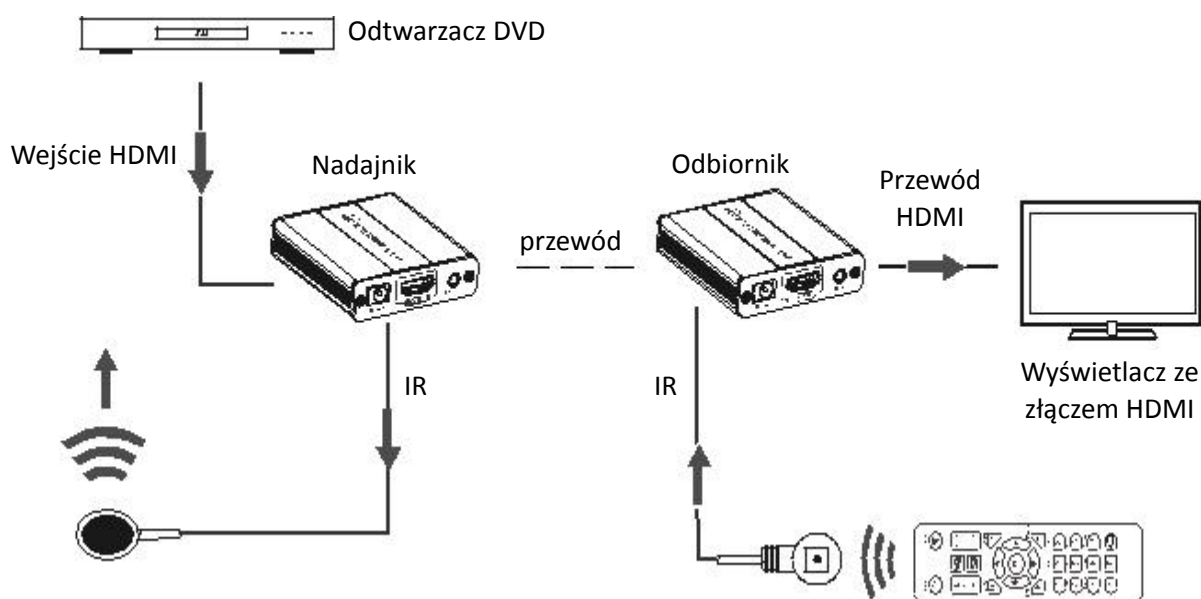 Odtwarzacz DVD
Wejście HDMI
Nadajnik
Odbiornik
Przewód
HDMI
przewód
IR
IR
Wyświetlacz ze
złączem HDMI